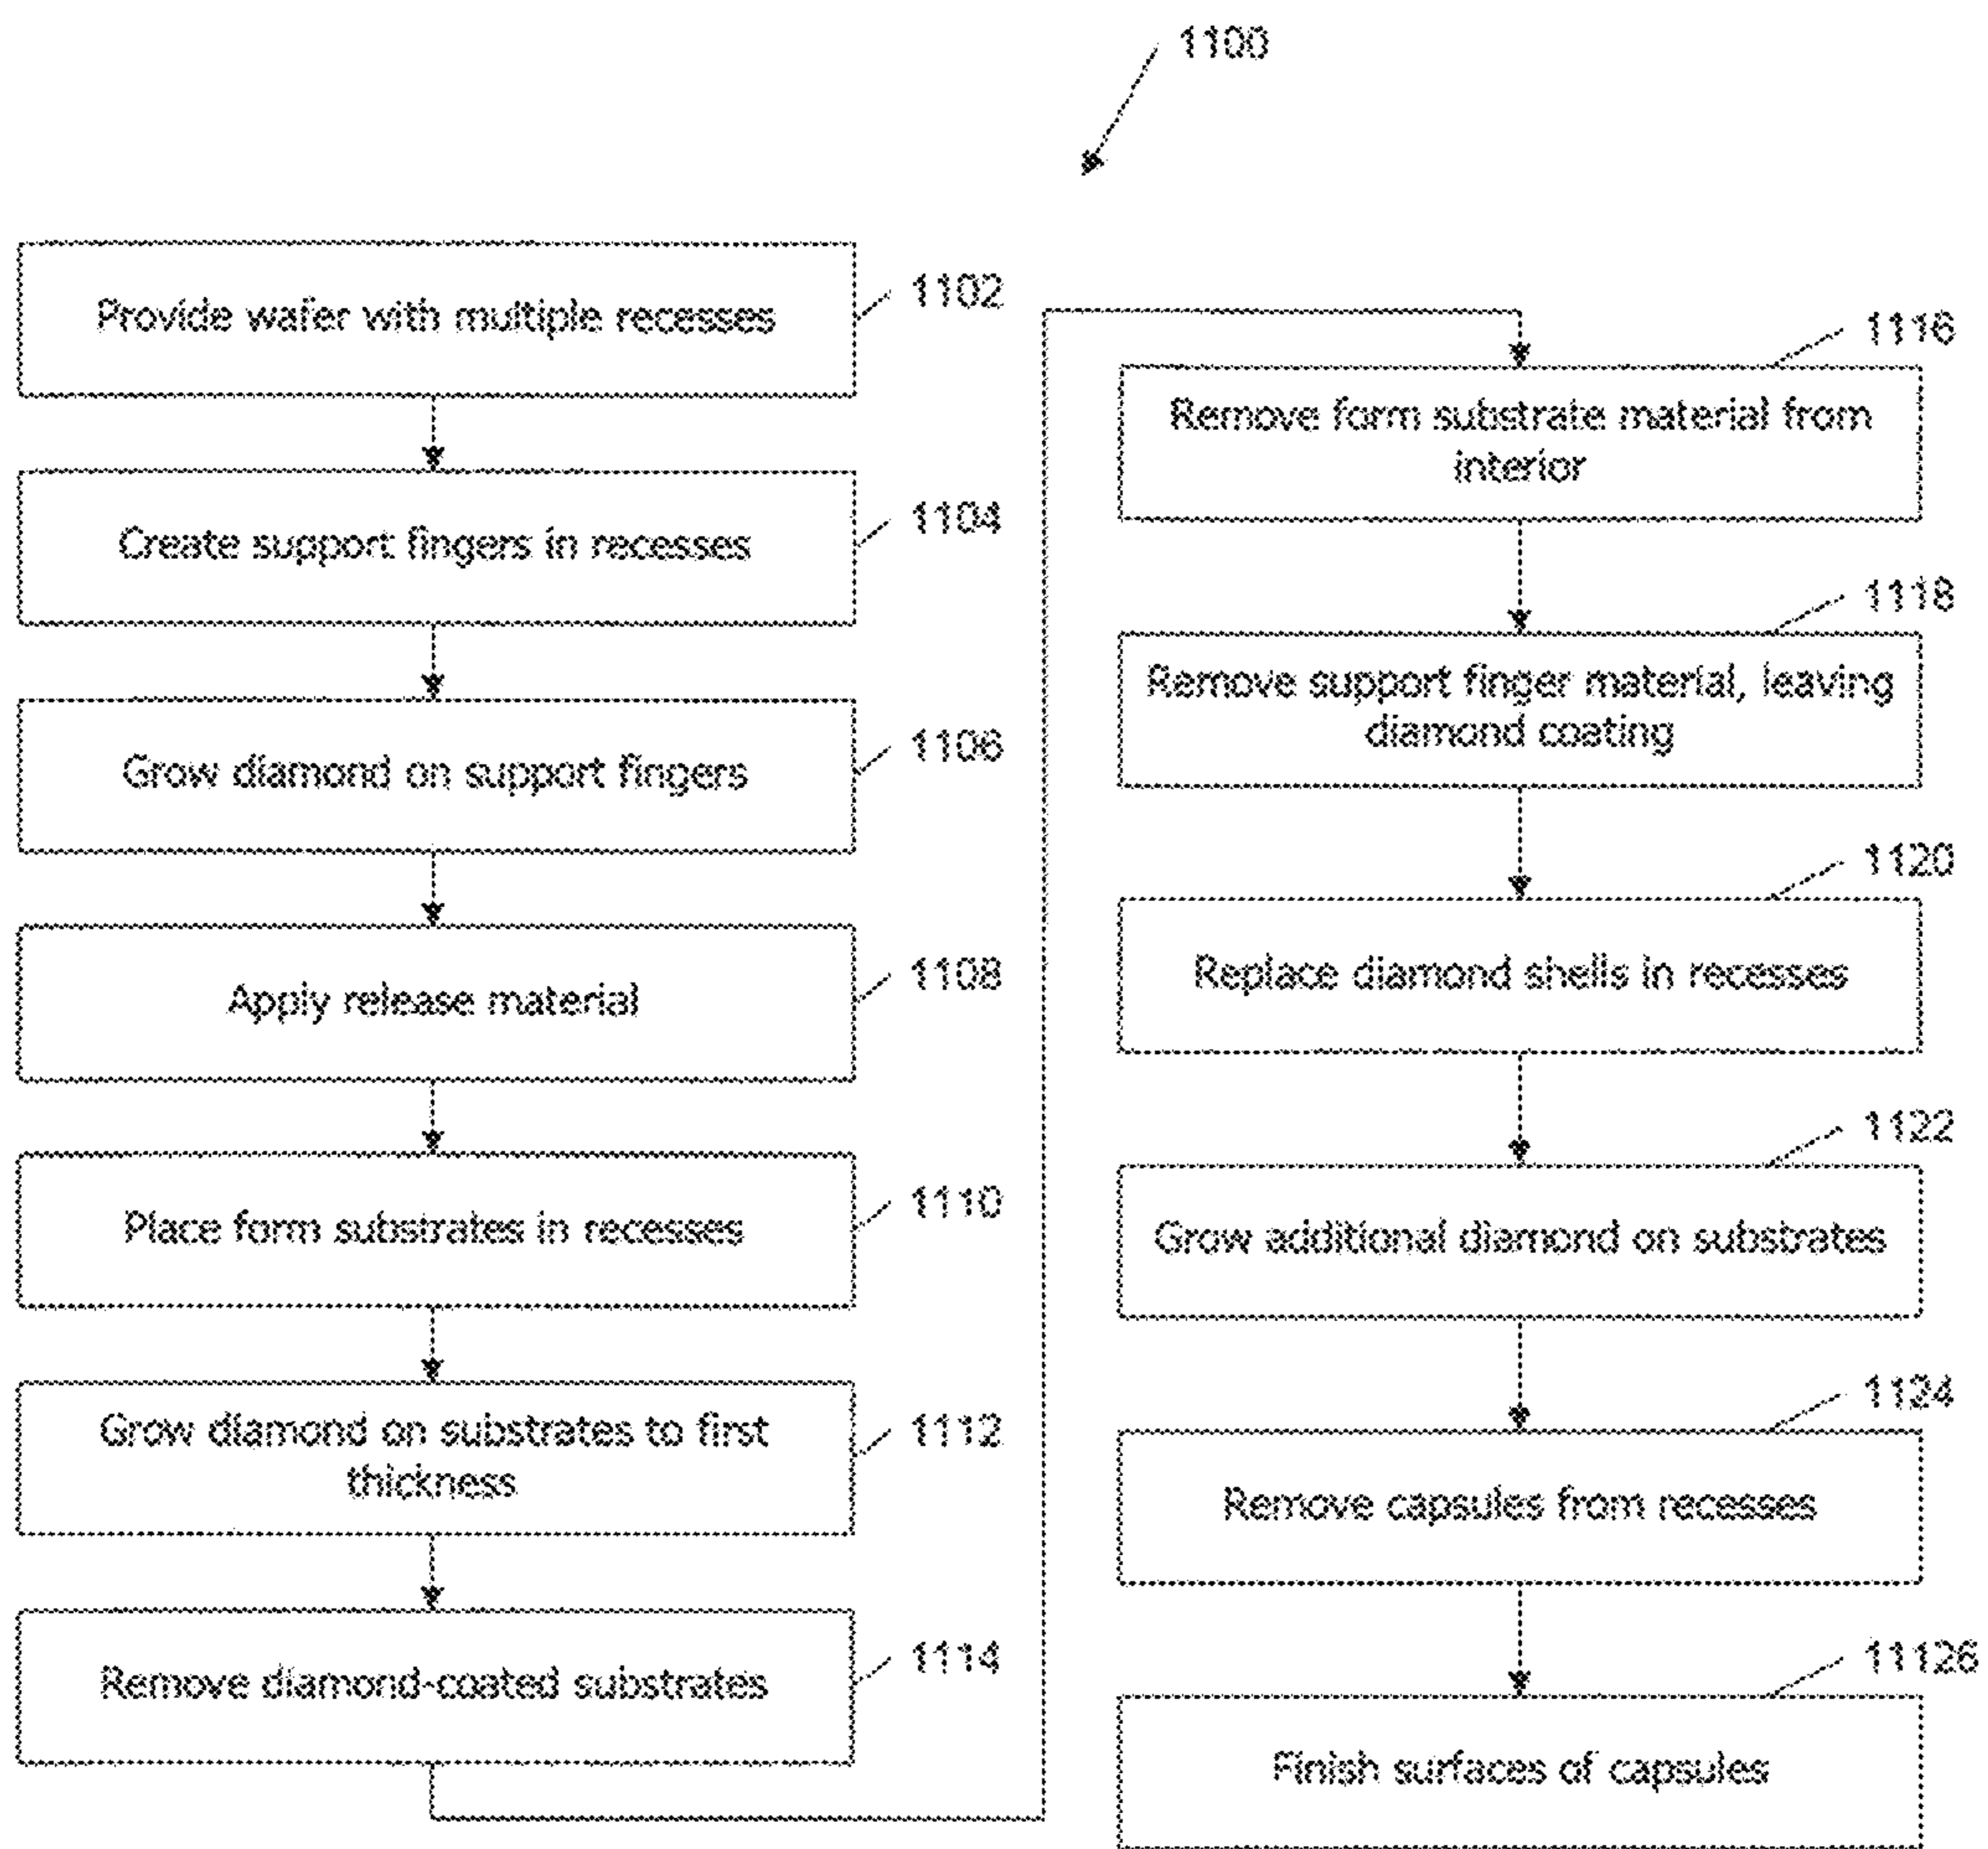 1100
Provide wafer with multiple recesses
1102
Create support fingers in recesses
1104
Grow diamond on support fingers
1106
Apply release material
1108
Place form substrates in recesses
1110
Grow diamond on substrates to first
thickness
1112
Remove diamond-coated substrates
1114
1116
Remove form substrate material from
interior
1118
Remove support finger material, leaving
diamond coating
1120
Replace diamond shells in recesses
1122
Grow additional diamond on substrates
1124
Remove capsules from recesses
11126
Finish surfaces of capsules